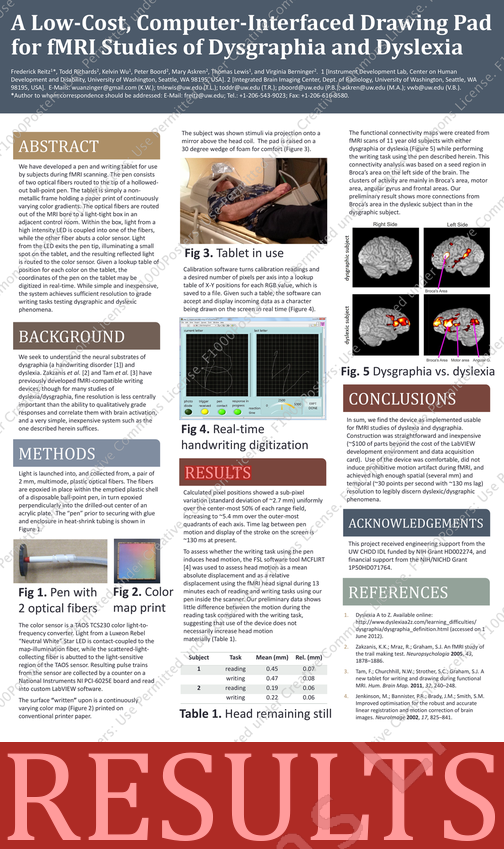 A Low-Cost, Computer-Interfaced Drawing Pad
for fMRI Studies of Dysgraphia and Dyslexia
Frederick Reitz¹*, Todd Richards², Kelvin Wu¹, Peter Boord², Mary Askren², Thomas Lewis¹, and Virginia Berninger². 1 [Instrument Development Lab, Center on Human
Development and Disability, University of Washington, Seattle, WA 98195, USA]. 2 [Integrated Brain Imaging Center, Dept. of Radiology, University of Washington, Seattle, WA
98195, USA]. E-Mails: wuanzinger@gmail.com (K.W.); tnlewis@uw.edu (T.L.); toddr@uw.edu (T.R.); pboord@uw.edu (P.B.); askren@uw.edu (M.A.); vwb@uw.edu (V.B.).
*Author to whom correspondence should be addressed: E-Mail: freitz@uw.edu; Tel.: +1-206-543-9023; Fax: +1-206-616-8580.
ABSTRACT
We have developed a pen and writing tablet for use
by subjects during fMRI scanning. The pen consists
of two optical fibers routed to the tip of a hollowed-
out ball-point pen. The tablet is simply a non-
metallic frame holding a paper print of continuously
varying color gradients. The optical fibers are routed
out of the MRI bore to a light-tight box in an
adjacent control room. Within the box, light from a
high intensity LED is coupled into one of the fibers,
while the other fiber abuts a color sensor. Light
from the LED exits the pen tip, illuminating a small
spot on the tablet, and the resulting reflected light
is routed to the color sensor. Given a lookup table of
position for each color on the tablet, the
coordinates of the pen on the tablet may be
digitized in real-time. While simple and inexpensive,
the system achieves sufficient resolution to grade
writing tasks testing dysgraphic and dyslexic
phenomena.
BACKGROUND
We seek to understand the neural substrates of
dysgraphia (a handwriting disorder [1]) and
dyslexia. Zakanis et al. [2] and Tam et al. [3] have
previously developed fMRI-compatible writing
devices, though for many studies of
dyslexia/dysgraphia, fine resolution is less centrally
important than the ability to qualitatively grade
responses and correlate them with brain activation,
and a very simple, inexpensive system such as the
one described herein suffices.
METHODS
Light is launched into, and collected from, a pair of
2 mm, multimode, plastic optical fibers. The fibers
are epoxied in place within the emptied plastic shell
of a disposable ball-point pen, in turn epoxied
perpendicularly into the drilled-out center of an
acrylic plate. The "pen" prior to securing with glue
and enclosure in heat-shrink tubing is shown in
Figure 1.
Fig 1. Pen with
2 optical fibers
Fig 2. Color
map print
The color sensor is a TAOS TCS230 color light-to-
frequency converter. Light from a Luxeon Rebel
"Neutral White" Star LED is contact-coupled to the
map-illumination fiber, while the scattered-light-
collecting fiber is abutted to the light-sensitive
region of the TAOS sensor. Resulting pulse trains
from the sensor are collected by a counter on a
National Instruments NI PCI-6025E board and read
into custom LabVIEW software.
The surface "written" upon is a continuously
varying color map (Figure 2) printed on
conventional printer paper.
The subject was shown stimuli via projection onto a
mirror above the head coil. The pad is raised on a
30 degree wedge of foam for comfort (Figure 3).
Fig 3. Tablet in use
Calibration software turns calibration readings and
a desired number of pixels per axis into a lookup
table of X-Y positions for each RGB value, which is
saved to a file. Given such a table, the software can
accept and display incoming data as a character
being drawn on the screen in real time (Figure 4).
Fig 4. Real-time
handwriting digitization
RESULTS
Calculated pixel positions showed a sub-pixel
variation (standard deviation of ~2.7 mm) uniformly
over the center-most 50% of each range field,
increasing to ~5.4 mm over the outer-most
quadrants of each axis. Time lag between pen
motion and display of the stroke on the screen is
~130 ms at present.
To assess whether the writing task using the pen
induces head motion, the FSL software tool MCFLIRT
[4] was used to assess head motion as a mean
absolute displacement and as a relative
displacement using the fMRI head signal during 13
minutes each of reading and writing tasks using our
pen inside the scanner. Our preliminary data shows
little difference between the motion during the
reading task compared with the writing task,
suggesting that use of the device does not
necessarily increase head motion
materially (Table 1).
Subject Task Mean (mm) Rel. (mm)
1 reading 0.45 0.07
writing 0.47 0.08
2 reading 0.19 0.06
writing 0.22 0.06
Table 1. Head remaining still
The functional connectivity maps were created from
fMRI scans of 11 year old subjects with either
dysgraphia or dyslexia (Figure 5) while performing
the writing task using the pen described herein. This
connectivity analysis was based on a seed region in
Broca's area on the left side of the brain. The
clusters of activity are mainly in Broca's area, motor
area, angular gyrus and frontal areas. Our
preliminary result shows more connections from
Broca's area in the dyslexic subject than in the
dysgraphic subject.
Right Side Left Side
dysgraphic subject
Broca's Area
dyslexic subject
Broca's Area Motor area Angular G.
Fig. 5 Dysgraphia vs. dyslexia
CONCLUSIONS
In sum, we find the device as implemented usable
for fMRI studies of dyslexia and dysgraphia.
Construction was straightforward and inexpensive
(~$100 of parts beyond the cost of the LabVIEW
development environment and data acquisition
card). Use of the device was comfortable, did not
induce prohibitive motion artifact during fMRI, and
achieved high enough spatial (several mm) and
temporal (~30 points per second with ~130 ms lag)
resolution to legibly discern dyslexic/dysgraphic
phenomena.
ACKNOWLEDGEMENTS
This project received engineering support from the
UW CHDD IDL funded by NIH Grant HD002274, and
financial support from the NIH/NICHD Grant
1P50HD071764.
REFERENCES
1. Dyslexia A to Z. Available online:
http://www.dyslexiaa2z.com/learning_difficulties/
dysgraphia/dysgraphia_definition.html (accessed on 1
June 2012).
2. Zakzanis, K.K.; Mraz, R.; Graham, S.J. An fMRI study of
the trail making test. Neuropsychologia 2005, 43,
1878–1886.
3. Tam, F.; Churchill, N.W.; Strother, S.C.; Graham, S.J. A
new tablet for writing and drawing during functional
MRI. Hum. Brain Map. 2011, 32, 240–248.
4. Jenkinson, M.; Bannister, P.R.; Brady, J.M.; Smith, S.M.
Improved optimisation for the robust and accurate
linear registration and motion correction of brain
images. Neuroimage 2002, 17, 825–841.
RESULTS